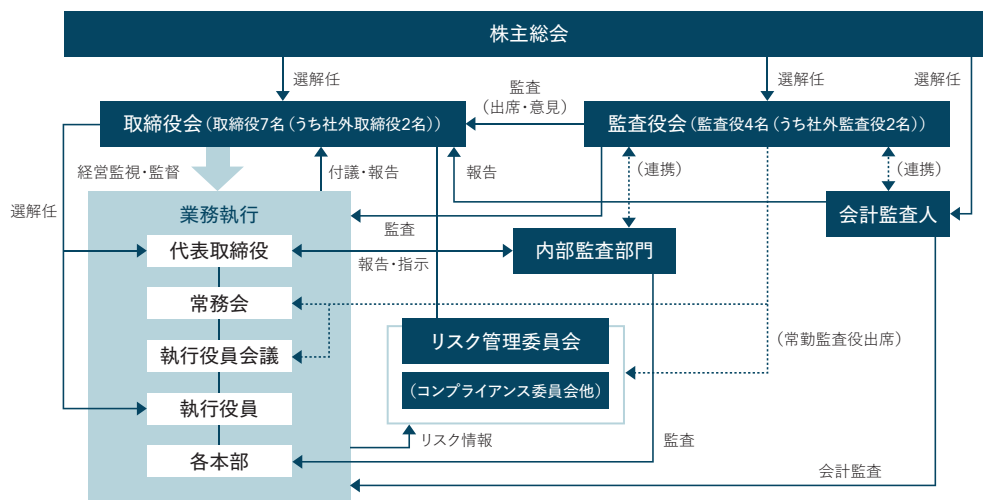 株主総会
選解任
選解任
選解任
監査
(出席・意見)
取締役会(取締役7名(うち社外取締役2名))
監査役会(監査役4名(うち社外監査役2名))
経営監視・監督
付議・報告
(連携)
報告
(連携)
選解任
業務執行
会計監査人
監査
代表取締役
報告・指示
内部監査部門
常務会
執行役員会議
リスク管理委員会
(常勤監査役出席)
(コンプライアンス委員会他)
執行役員
リスク情報
監査
各本部
会計監査